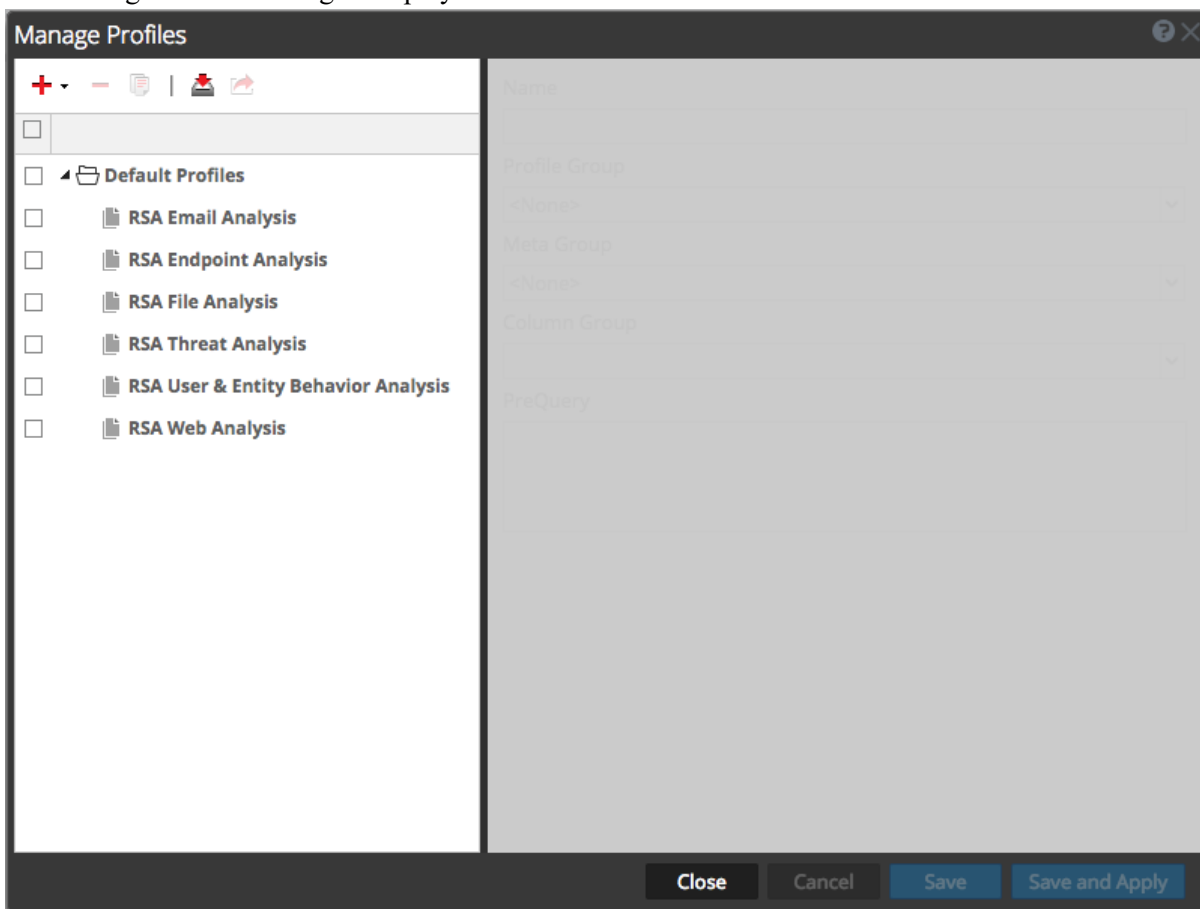 Manage Profiles
Default Profiles
RSA Email Analysis
RSA Endpoint Analysis
RSA File Analysis
RSA Threat Analysis
RSA User & Entity Behavior Analysis
RSA Web Analysis
Name
Profile Group
<None>
Meta Group
<None>
Column Group
PreQuery
Close Cancel Save Save and Apply